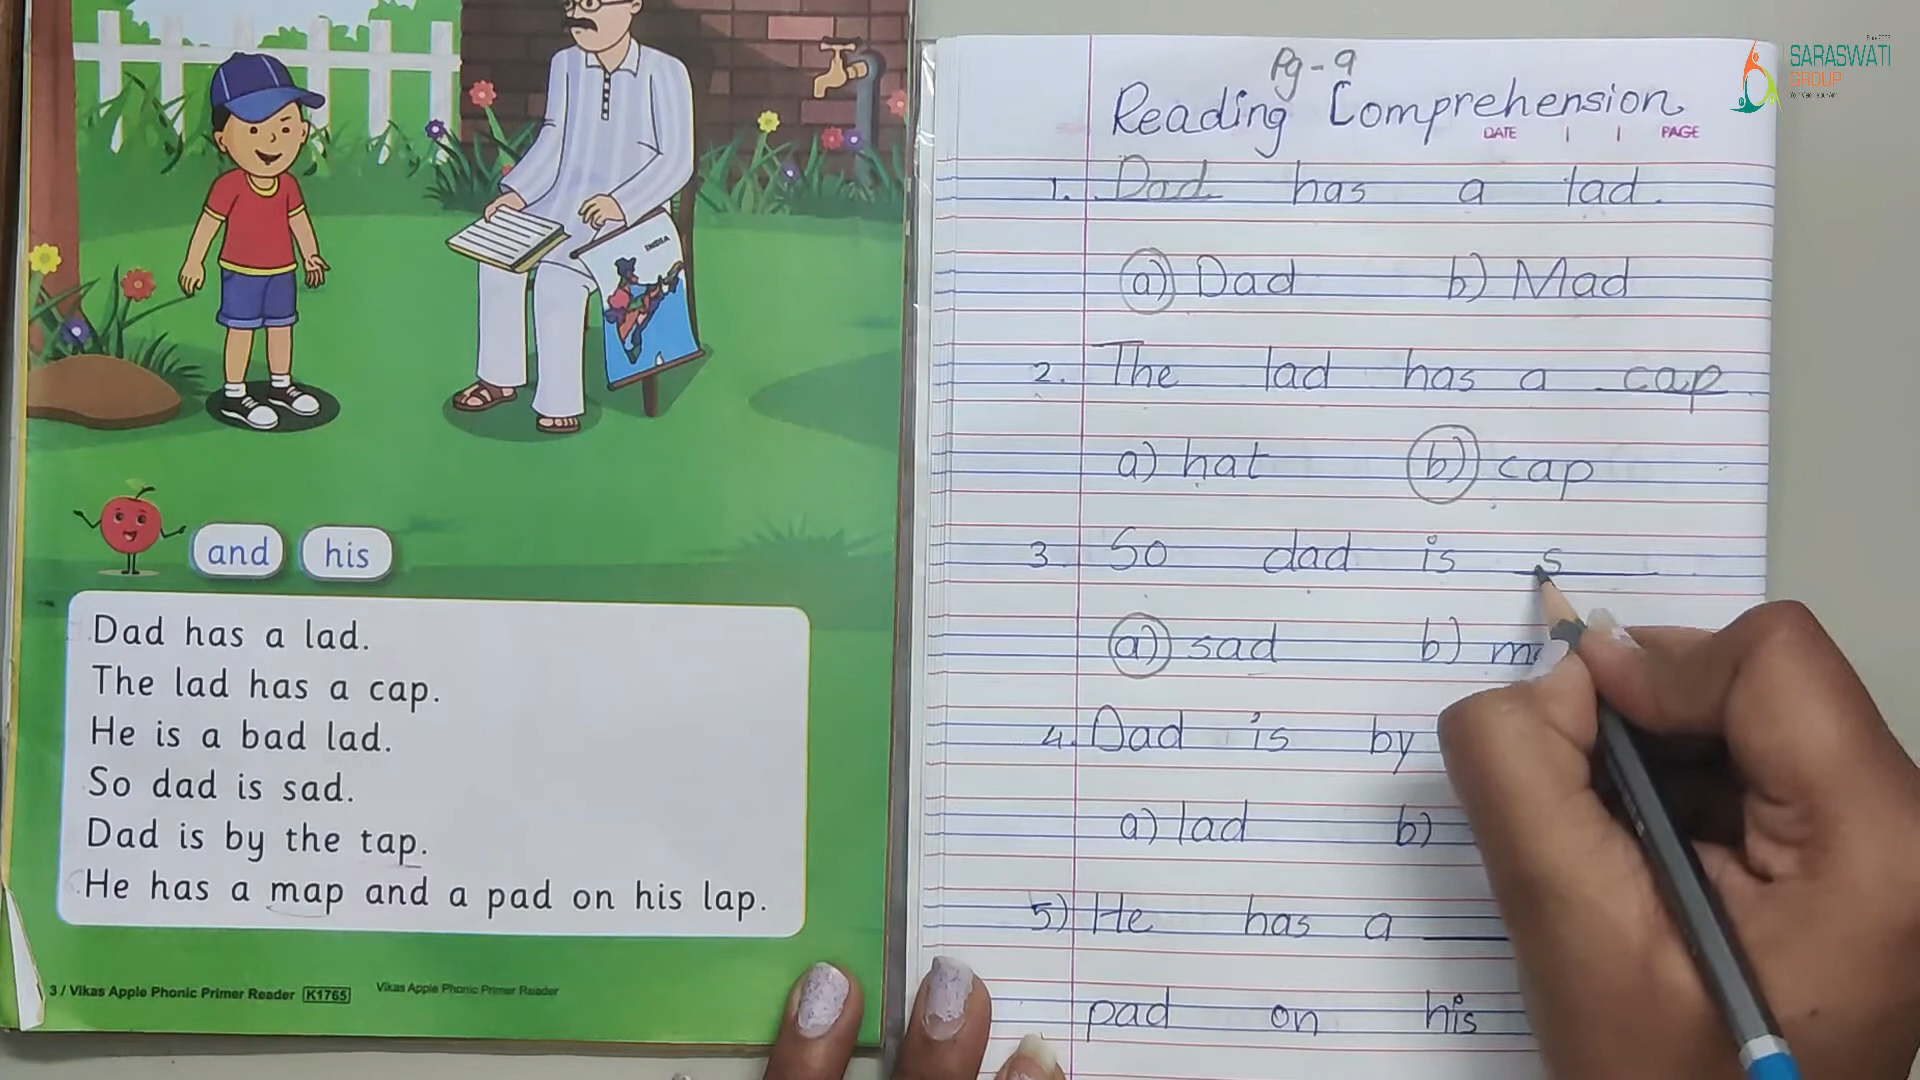 INDIA
and his
Dad has a lad.
The lad has a cap.
He is a bad lad.
So dad is sad.
Dad is by the tap.
He has a map and a pad on his lap.
3 / Vikas Apple Phonic Primer Reader K1765
Vikas Apple Phonic Primer Reader
SARASWATI
GROUP
Pg - 9
Reading Comprehension
DATE PAGE
1. Dad has a lad.
a) Dad b) Mad
2. The lad has a cap
a) hat b) cap
3. So dad is s
a) sad b)
4. Dad is by
a) lad b)
5) He has a
pad on his